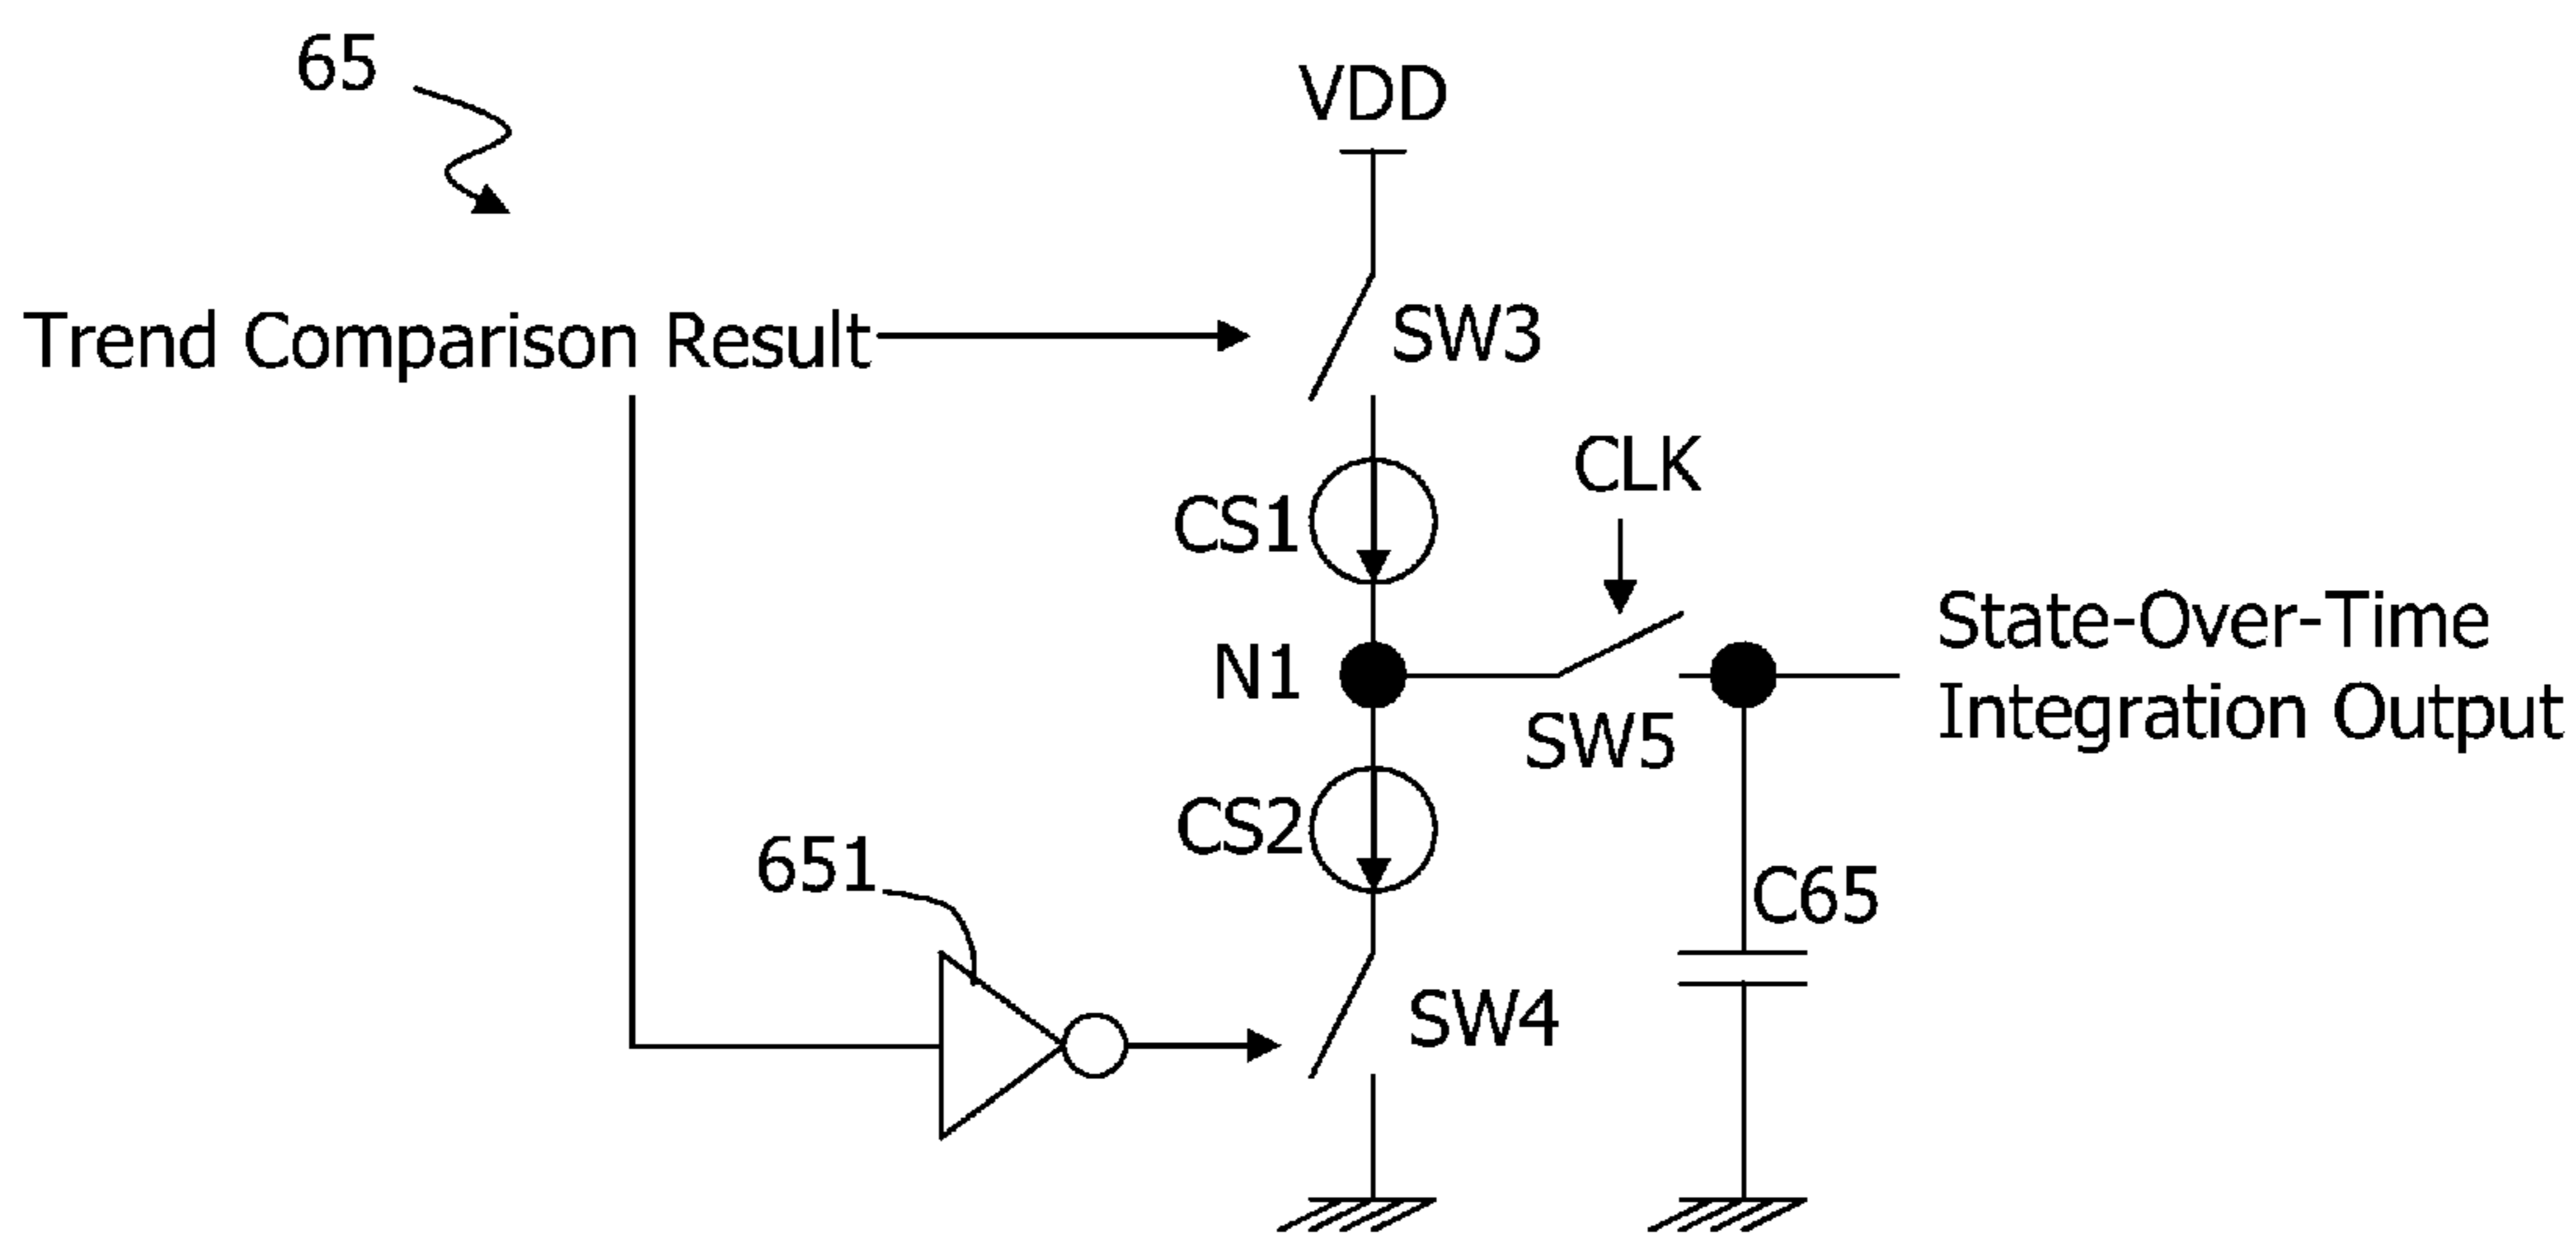 65
VDD
Trend Comparison Result
SW3
CLK
CS1
State-Over-Time
Integration Output
N1
SW5
CS2
651
C65
SW4